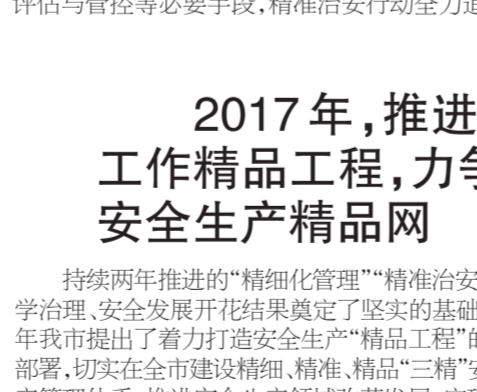 评估与管控等必要手段,精准治安行动全力
2017年,推进
工作精品工程,力
安全生产精品网
持续两年推进的“精细化管理”“精准治安
学治理、安全发展开花结果奠定了坚实的基础
年我市提出了着力打造安全生产“精品工程”的
部署,切实在全市建设精细、精准、精品“三精”安